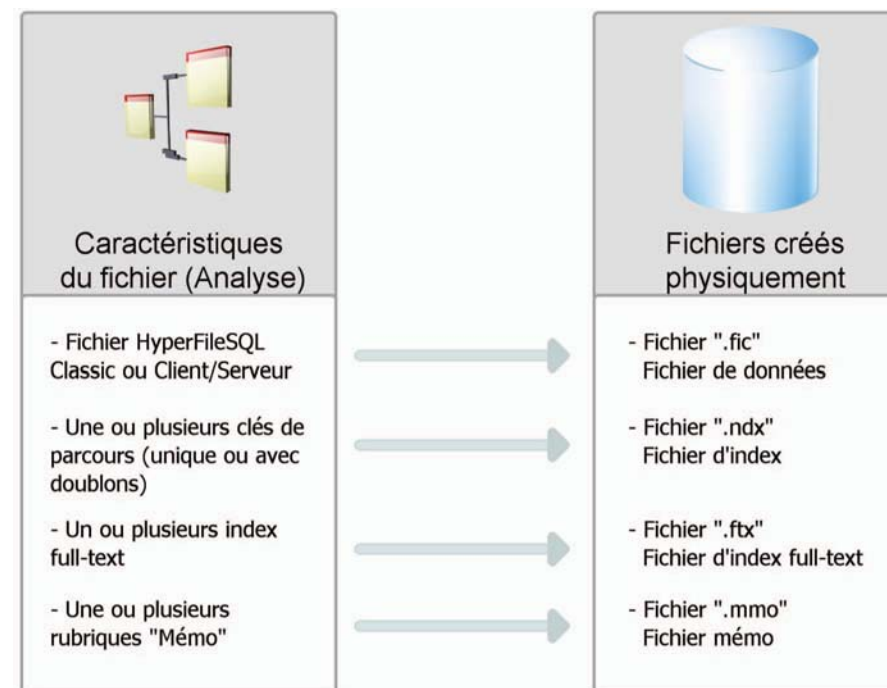 Caractéristiques
du fichier (Analyse)
- Fichier HyperFileSQL
Classic ou Client/Serveur
- Une ou plusieurs clés de
parcours (unique ou avec
doublons)
- Un ou plusieurs index
full-text
- Une ou plusieurs
rubriques "Mémo"
Fichiers créés
physiquement
- Fichier ".fic"
Fichier de données
- Fichier ".ndx"
Fichier d'index
- Fichier ".ftx"
Fichier d'index full-text
- Fichier ".mmo"
Fichier mémo